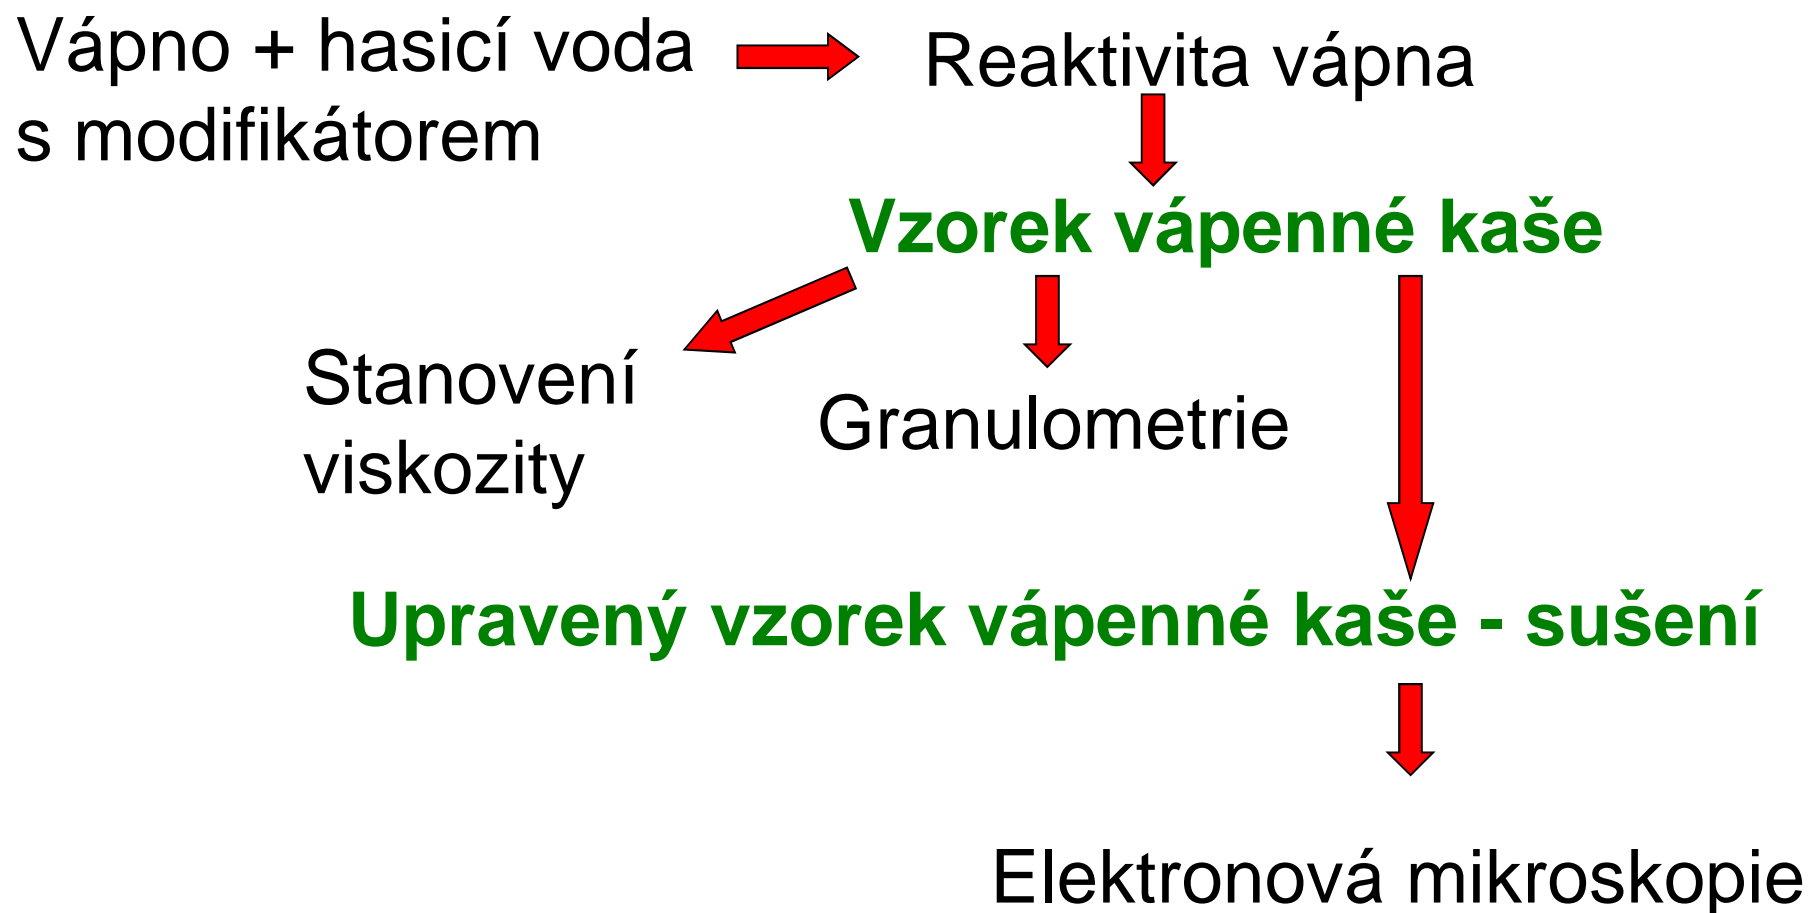 Vápno + hasicí voda
s modifikátorem
Reaktivita vápna
Vzorek vápenné kaše
Stanovení
viskozity
Granulometrie
Upravený vzorek vápenné kaše - sušení
Elektronová mikroskopie